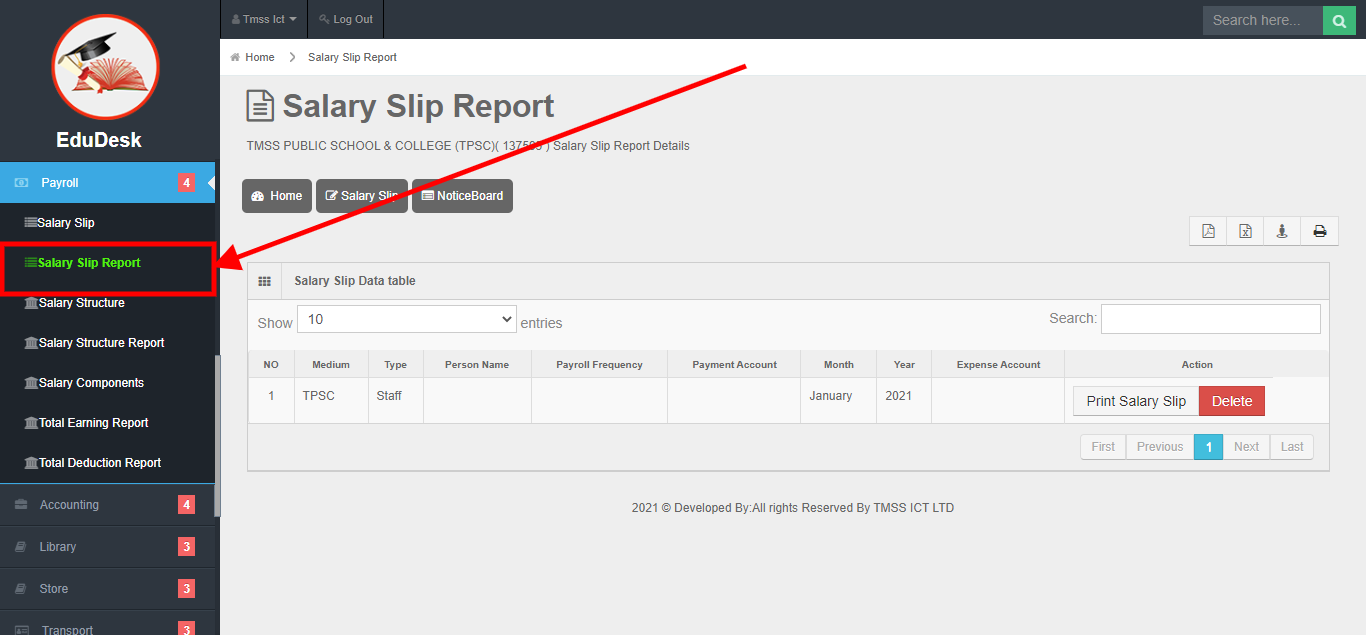 Tmss Ict
Log Out
Search here...
EduDesk
Home
Salary Slip Report
Salary Slip Report
TMSS PUBLIC SCHOOL & COLLEGE (TPSC)( ) Salary Slip Report Details
Home
Salary Slip
NoticeBoard
Payroll 4
Salary Slip
Salary Slip Report
Salary Structure
Salary Structure Report
Salary Components
Total Earning Report
Total Deduction Report
Accounting 4
Library 3
Store 3
Transport 3
Salary Slip Data table
Show 10 entries
Search:
NO Medium Type Person Name Payroll Frequency Payment Account Month Year Expense Account Action
1 TPSC Staff January 2021 Print Salary Slip Delete
First Previous 1 Next Last
2021 © Developed By:All rights Reserved By TMSS ICT LTD